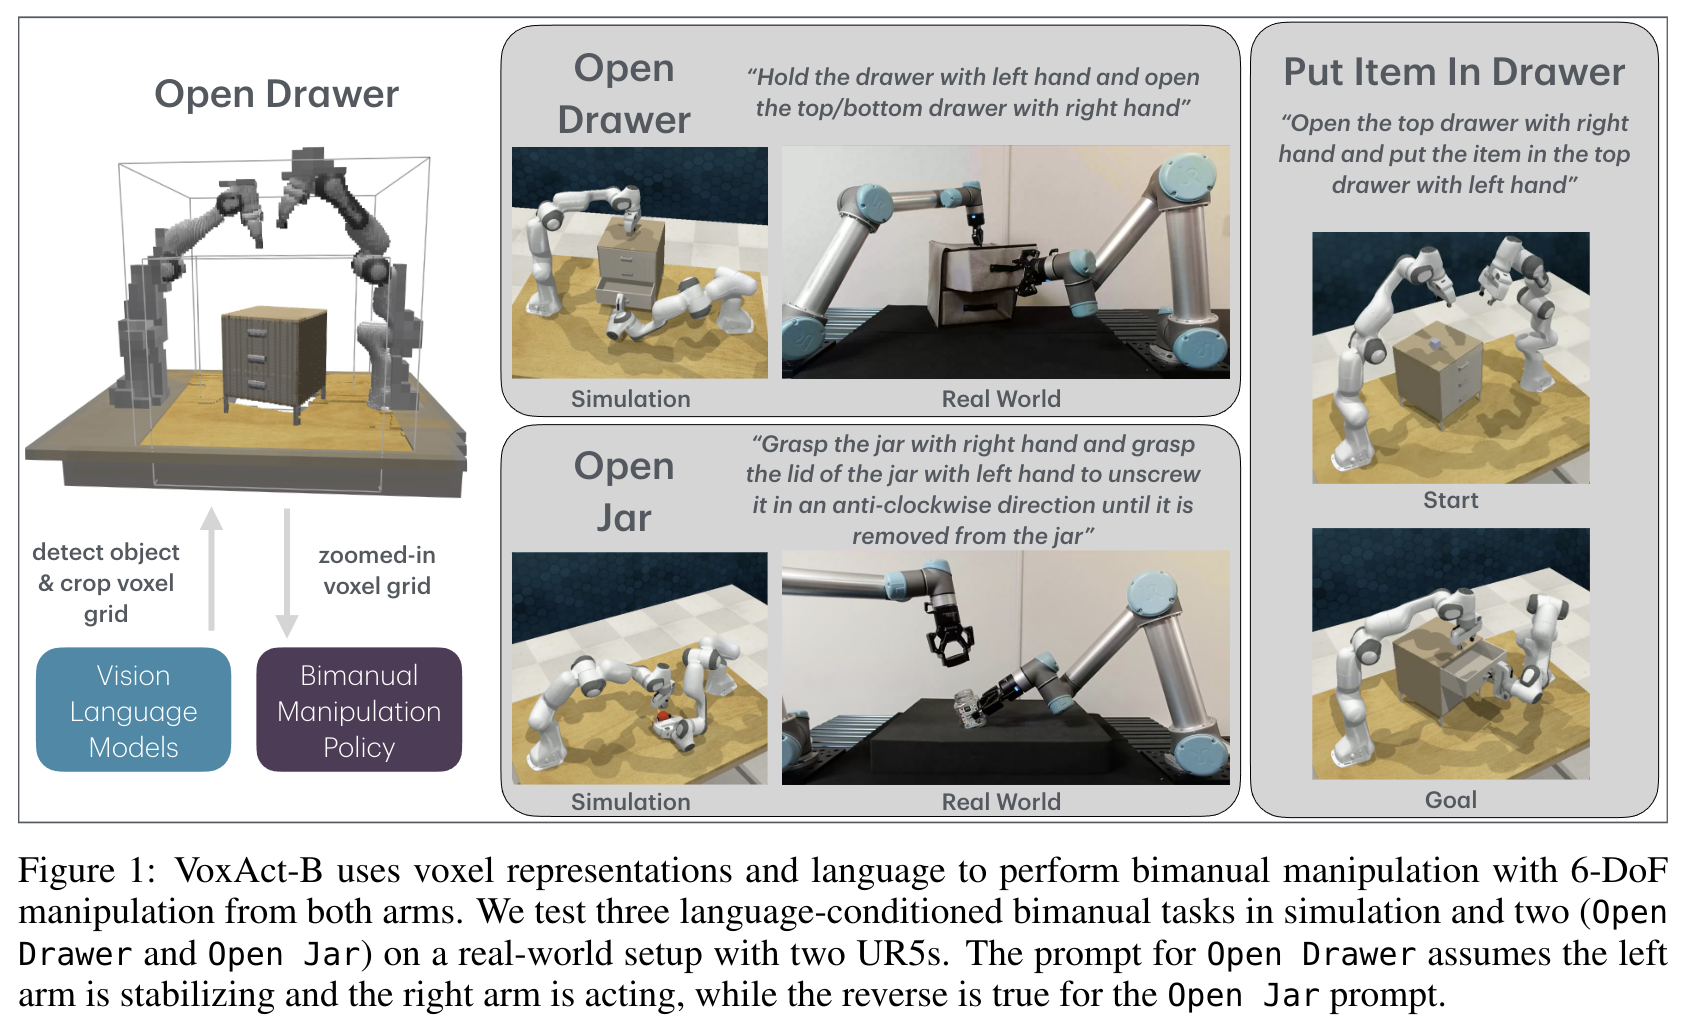 Open Drawer
detect object
& crop voxel
grid
zoomed-in
voxel grid
Vision
Language
Models
Bimanual
Manipulation
Policy
Open
Drawer
“Hold the drawer with left hand and open
the top/bottom drawer with right hand”
Simulation
Real World
Open
Jar
“Grasp the jar with right hand and grasp
the lid of the jar with left hand to unscrew
it in an anti-clockwise direction until it is
removed from the jar”
Simulation
Real World
Put Item In Drawer
“Open the top drawer with right
hand and put the item in the top
drawer with left hand”
Start
Goal
Figure 1: VoxAct-B uses voxel representations and language to perform bimanual manipulation with 6-DoF
manipulation from both arms. We test three language-conditioned bimanual tasks in simulation and two (Open
Drawer and Open Jar) on a real-world setup with two UR5s. The prompt for Open Drawer assumes the left
arm is stabilizing and the right arm is acting, while the reverse is true for the Open Jar prompt.